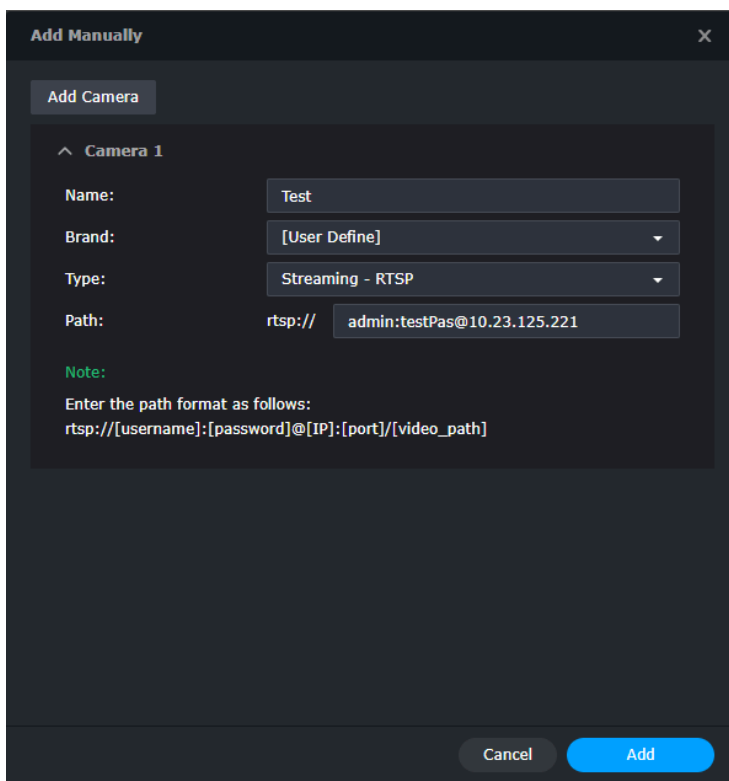 Add Manually
Add Camera
Camera 1
Name: Test
Brand: [User Define]
Type: Streaming - RTSP
Path: rtsp:// admin:testPas@10.23.125.221
Note:
Enter the path format as follows:
rtsp://[username]:[password]@[IP]:[port]/[video_path]
Cancel Add